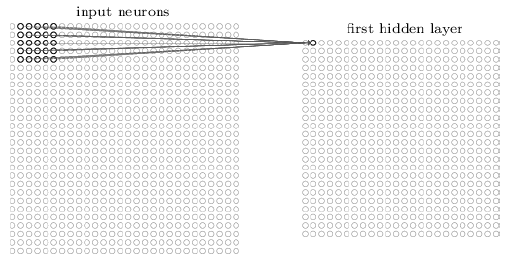 input neurons
first hidden layer